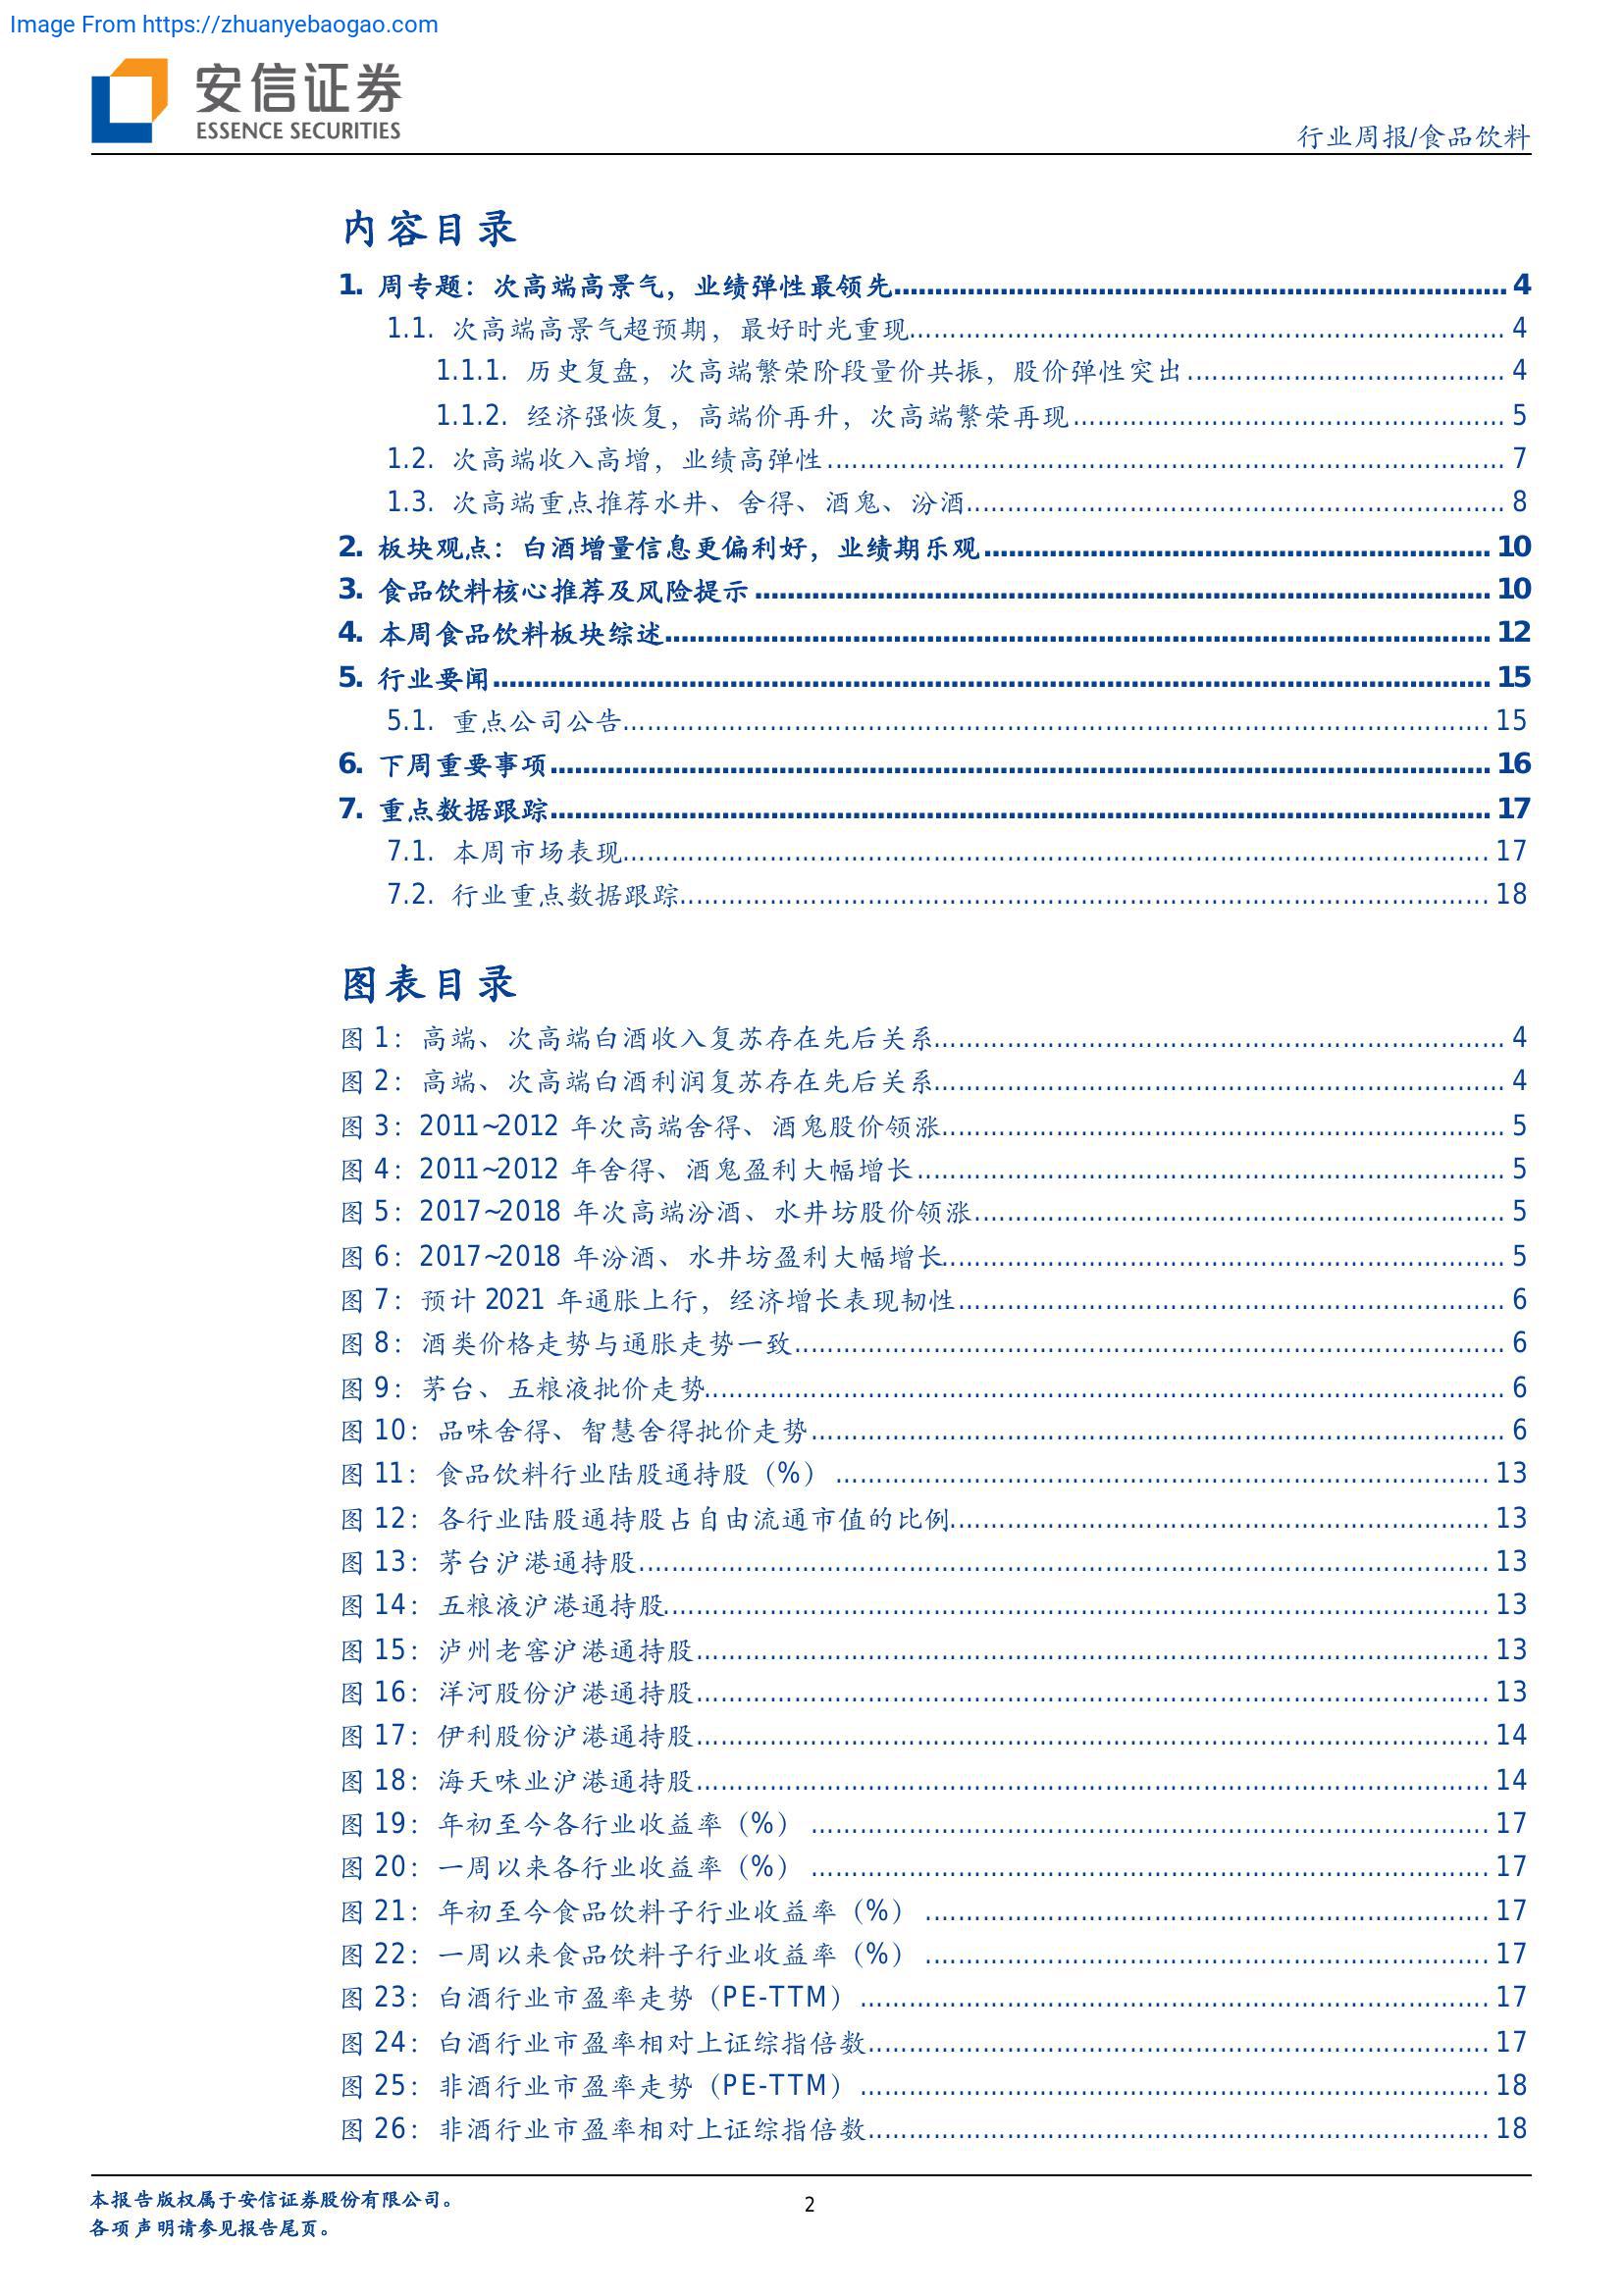 Image From https://zhuanyebaogao.com
安信证券
ESSENCE SECURITIES
行业周报/食品饮料
内容目录
1. 周专题：次高端高景气，业绩弹性最领先 4
1.1. 次高端高景气超预期，最好时光重现 4
1.1.1. 历史复盘，次高端繁荣阶段量价共振，股价弹性突出 4
1.1.2. 经济强恢复，高端价再升，次高端繁荣再现 5
1.2. 次高端收入高增，业绩高弹性 7
1.3. 次高端重点推荐水井、舍得、酒鬼、汾酒 8
2. 板块观点：白酒增量信息更偏利好，业绩期乐观 10
3. 食品饮料核心推荐及风险提示 10
4. 本周食品饮料板块综述 12
5. 行业要闻 15
5.1. 重点公司公告 15
6. 下周重要事项 16
7. 重点数据跟踪 17
7.1. 本周市场表现 17
7.2. 行业重点数据跟踪 18
图表目录
图 1：高端、次高端白酒收入复苏存在先后关系 4
图 2：高端、次高端白酒利润复苏存在先后关系 4
图 3：2011~2012 年次高端舍得、酒鬼股价领涨 5
图 4：2011~2012 年舍得、酒鬼盈利大幅增长 5
图 5：2017~2018 年次高端汾酒、水井坊股价领涨 5
图 6：2017~2018 年汾酒、水井坊盈利大幅增长 5
图 7：预计 2021 年通胀上行，经济增长表现韧性 6
图 8：酒类价格走势与通胀走势一致 6
图 9：茅台、五粮液批价走势 6
图 10：品味舍得、智慧舍得批价走势 6
图 11：食品饮料行业陆股通持股（%） 13
图 12：各行业陆股通持股占自由流通市值的比例 13
图 13：茅台沪港通持股 13
图 14：五粮液沪港通持股 13
图 15：泸州老窖沪港通持股 13
图 16：洋河股份沪港通持股 13
图 17：伊利股份沪港通持股 14
图 18：海天味业沪港通持股 14
图 19：年初至今各行业收益率（%） 17
图 20：一周以来各行业收益率（%） 17
图 21：年初至今食品饮料子行业收益率（%） 17
图 22：一周以来食品饮料子行业收益率（%） 17
图 23：白酒行业市盈率走势（PE-TTM） 17
图 24：白酒行业市盈率相对上证综指倍数 17
图 25：非酒行业市盈率走势（PE-TTM） 18
图 26：非酒行业市盈率相对上证综指倍数 18
本报告版权属于安信证券股份有限公司。
各项声明请参见报告尾页。
2